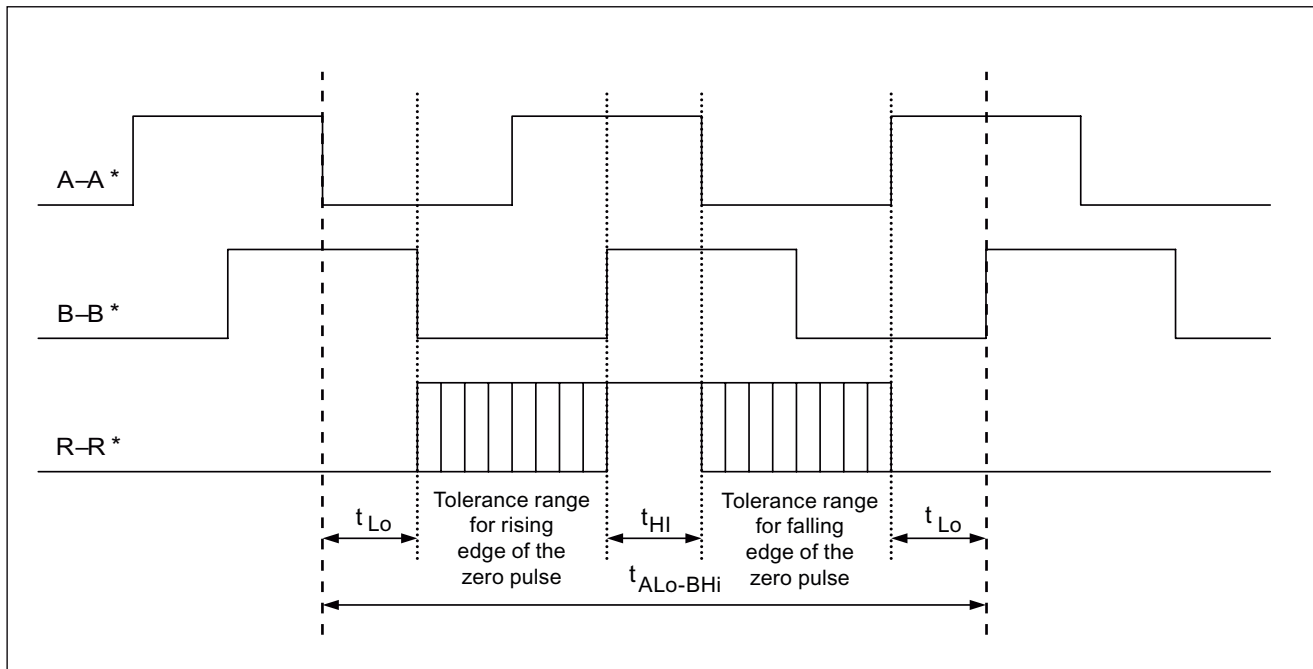 A–A*
B–B*
R–R*
t Lo
Tolerance range
for rising
edge of the
zero pulse
t HI
Tolerance range
for falling
edge of the
zero pulse
t Lo
t ALo-BHi